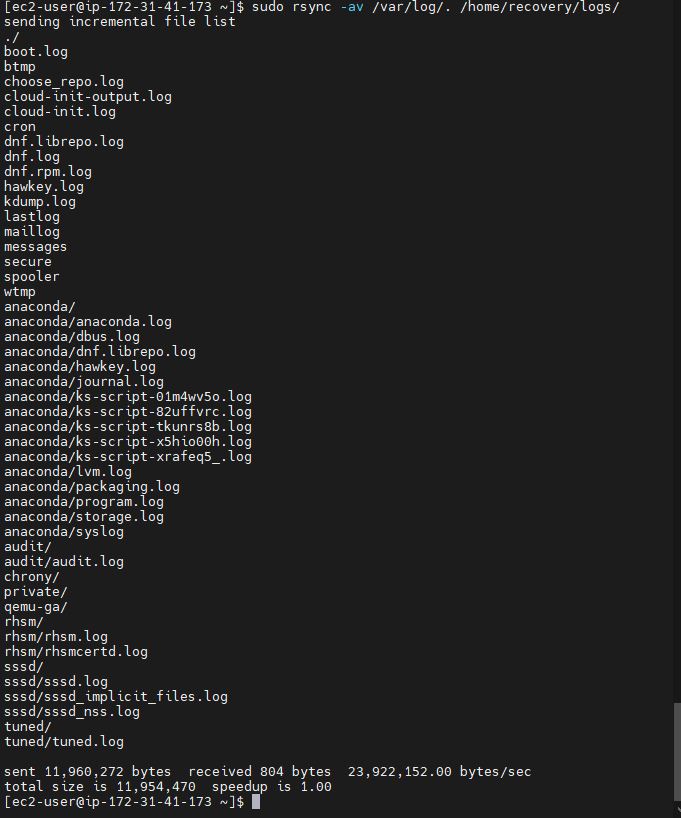 [ec2-user@ip-172-31-41-173 ~]$ sudo rsync -av /var/log/. /home/recovery/logs/
sending incremental file list
./
boot.log
btmp
choose_repo.log
cloud-init-output.log
cloud-init.log
cron
dnf.librepo.log
dnf.log
dnf.rpm.log
hawkey.log
kdump.log
lastlog
maillog
messages
secure
spooler
wtmp
anaconda/
anaconda/anaconda.log
anaconda/dbus.log
anaconda/dnf.librepo.log
anaconda/hawkey.log
anaconda/journal.log
anaconda/ks-script-01m4wv5o.log
anaconda/ks-script-82uffvrc.log
anaconda/ks-script-tkunrs8b.log
anaconda/ks-script-x5hio00h.log
anaconda/ks-script-xrafeq5_.log
anaconda/lvm.log
anaconda/packaging.log
anaconda/program.log
anaconda/storage.log
anaconda/syslog
audit/
audit/audit.log
chrony/
private/
qemu-ga/
rhsm/
rhsm/rhsm.log
rhsm/rhsmcertd.log
sssd/
sssd/sssd.log
sssd/sssd_implicit_files.log
sssd/sssd_nss.log
tuned/
tuned/tuned.log
sent 11,960,272 bytes  received 804 bytes  23,922,152.00 bytes/sec
total size is 11,954,470  speedup is 1.00
[ec2-user@ip-172-31-41-173 ~]$